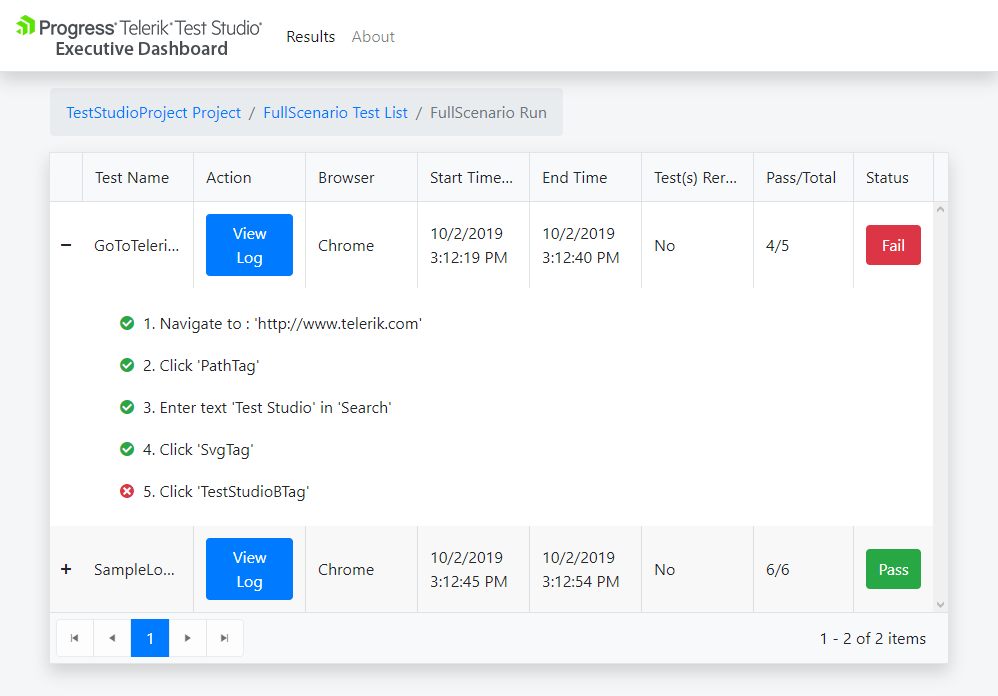 Progress® Telerik® Test Studio®
Executive Dashboard
Results About
TestStudioProject Project / FullScenario Test List / FullScenario Run
Test Name Action Browser Start Time... End Time Test(s) Rer... Pass/Total Status
GoToTeleri... View Log Chrome 10/2/2019 3:12:19 PM 10/2/2019 3:12:40 PM No 4/5 Fail
1. Navigate to : 'http://www.telerik.com'
2. Click 'PathTag'
3. Enter text 'Test Studio' in 'Search'
4. Click 'SvgTag'
5. Click 'TestStudioBTag'
SampleLo... View Log Chrome 10/2/2019 3:12:45 PM 10/2/2019 3:12:54 PM No 6/6 Pass
1
1 - 2 of 2 items